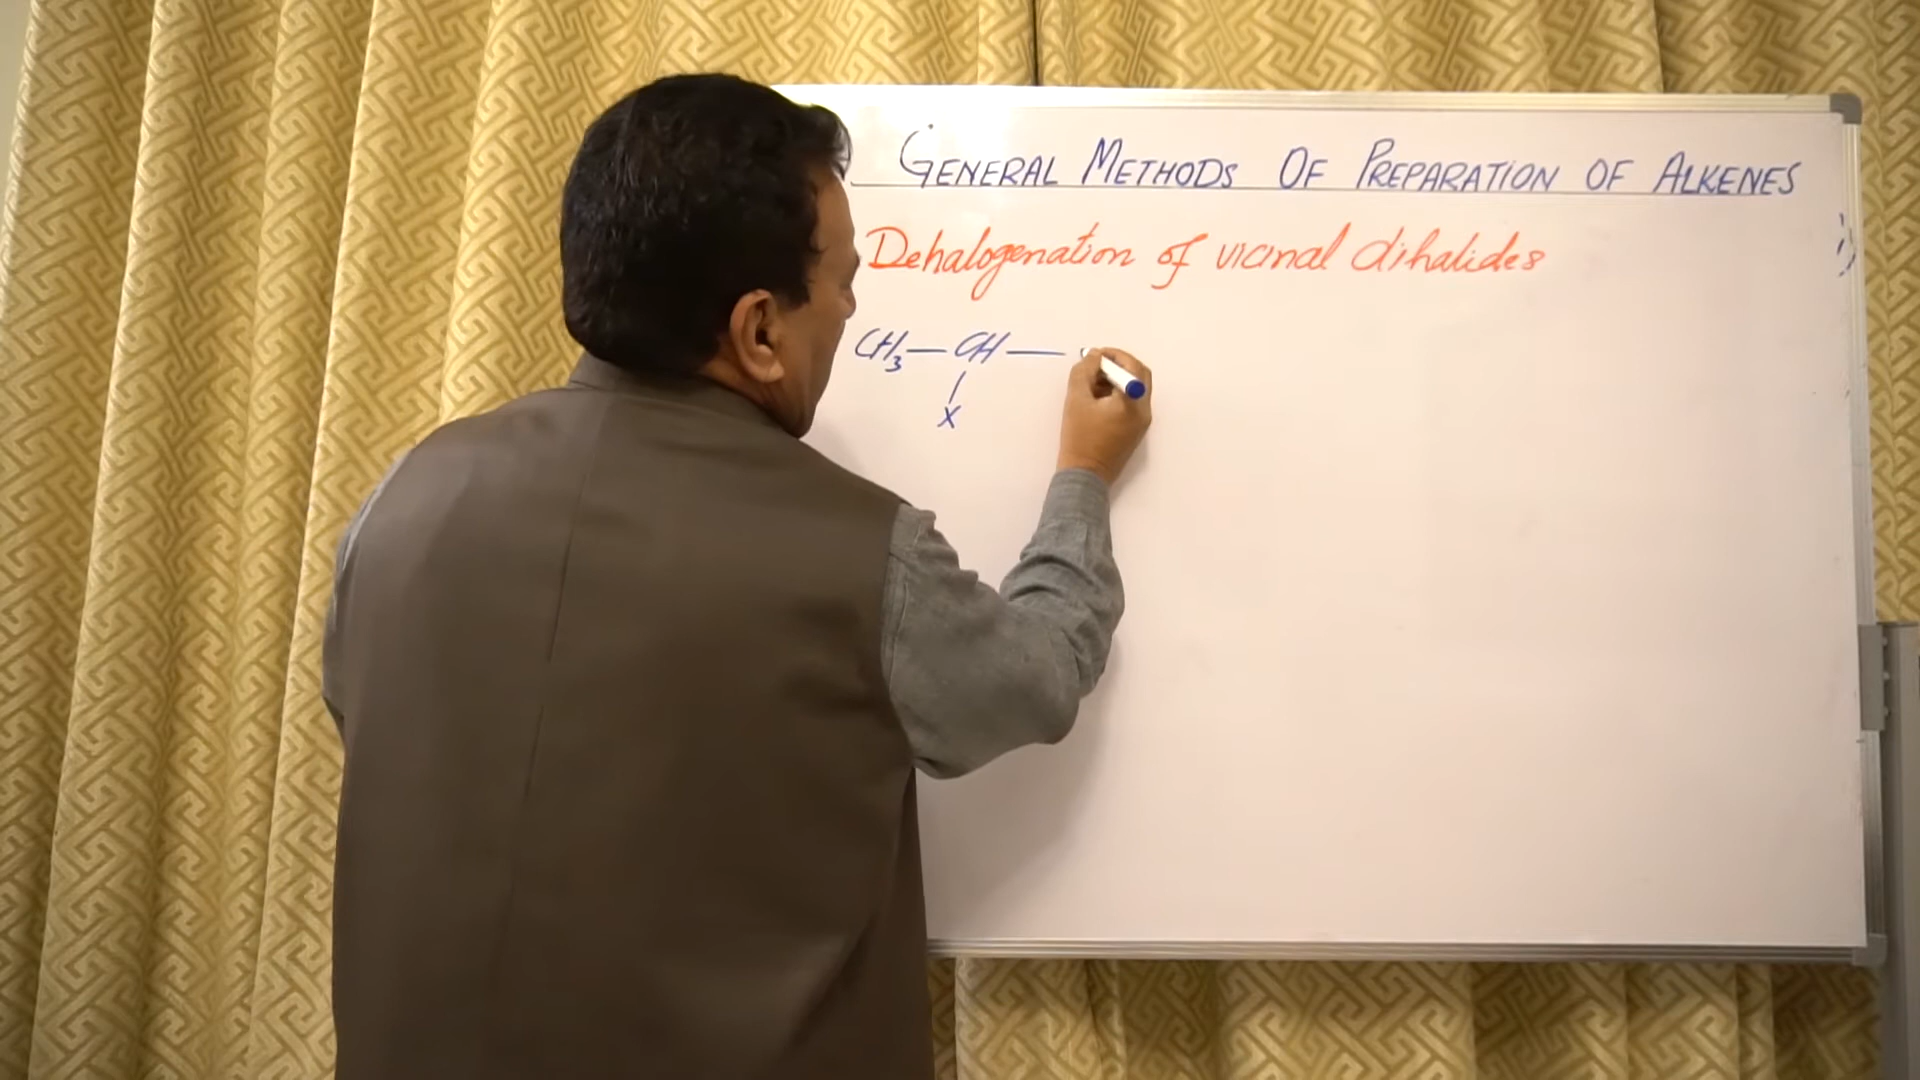 GENERAL METHODS OF PREPARATION OF ALKENES
Dehalogenation of vicinal dihalides
CH3—CH—
X